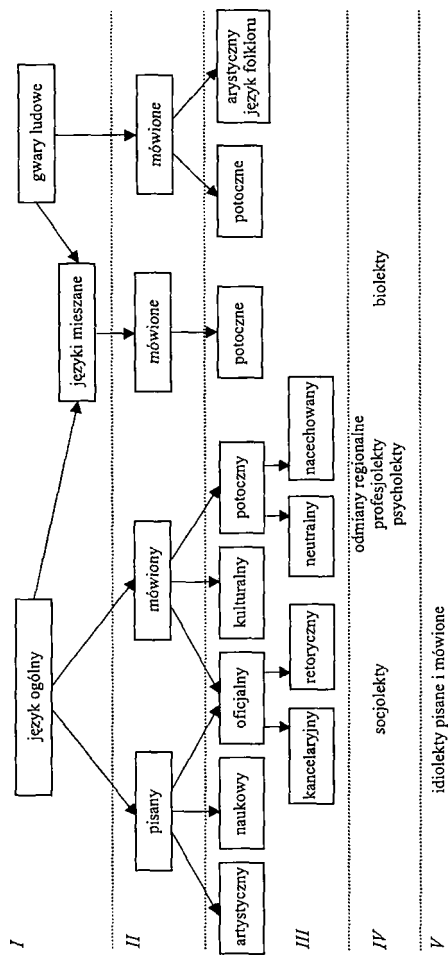 I
język ogólny
gwary ludowe
języki mieszane
II
pisany
mówiony
mówione
mówione
artystyczny
naukowy
oficjalny
kulturalny
potoczny
potoczne
potoczne
arystyczny
język folkloru
III
kancelaryjny
retoryczny
neutralny
nacechowany
IV
socjolekty
odmiany regionalne
profesjolekty
psycholekty
biolekty
V
idiolekty pisane i mówione